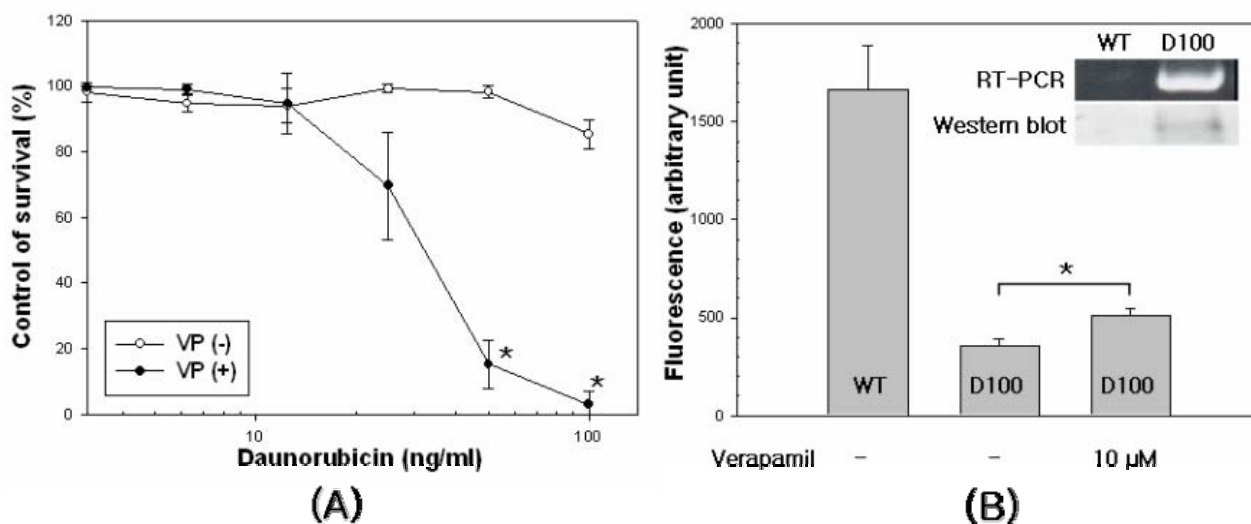 120
100
80
60
40
20
0
Control of survival (%)
VP (-)
VP (+)
*
*
10
100
Daunorubicin (ng/ml)
(A)
2000
1500
1000
500
0
Fluorescence (arbitrary unit)
WT D100
RT-PCR
Western blot
*
WT
D100
D100
Verapamil - - 10 µM
(B)